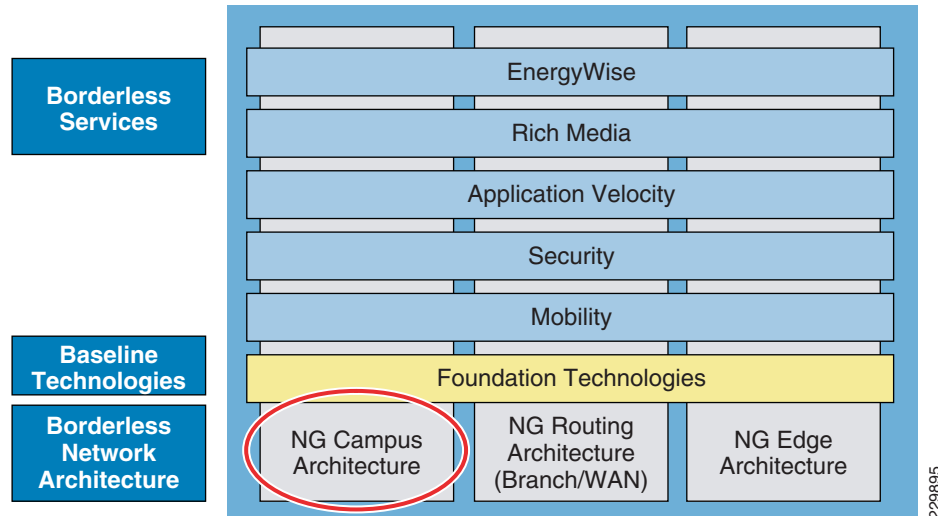 Borderless
Services
EnergyWise
Rich Media
Application Velocity
Security
Mobility
Baseline
Technologies
Foundation Technologies
Borderless
Network
Architecture
NG Campus
Architecture
NG Routing
Architecture
(Branch/WAN)
NG Edge
Architecture
229895